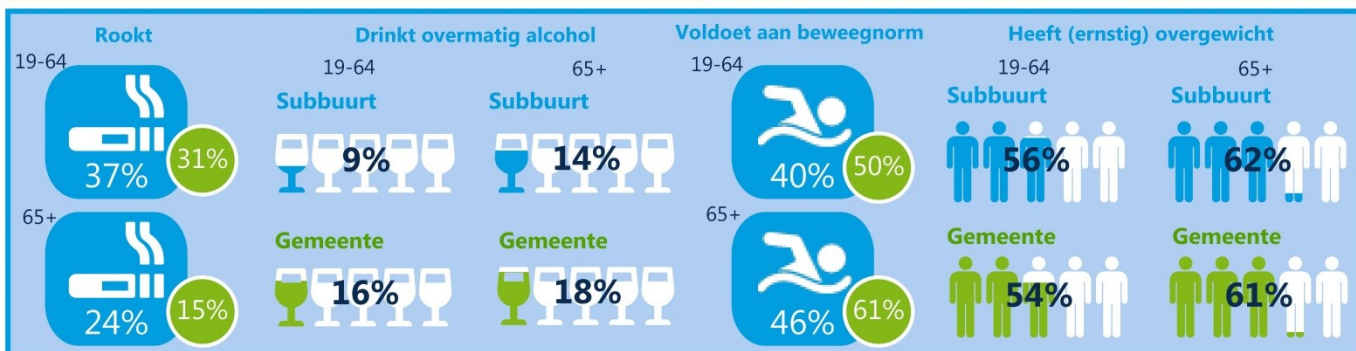 Rookt
19-64
37%
31%
65+
24%
15%
Drinkt overmatig alcohol
19-64
65+
Subbuurt
Subbuurt
9%
14%
Gemeente
Gemeente
16%
18%
Voldoet aan beweegnorm
19-64
40%
50%
65+
46%
61%
Heeft (ernstig) overgewicht
19-64
65+
Subbuurt
Subbuurt
56%
62%
Gemeente
Gemeente
54%
61%